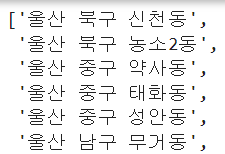 ['울산 북구 신천동',
'울산 북구 농소2동',
'울산 중구 약사동',
'울산 중구 태화동',
'울산 중구 성안동',
'울산 남구 무거동',